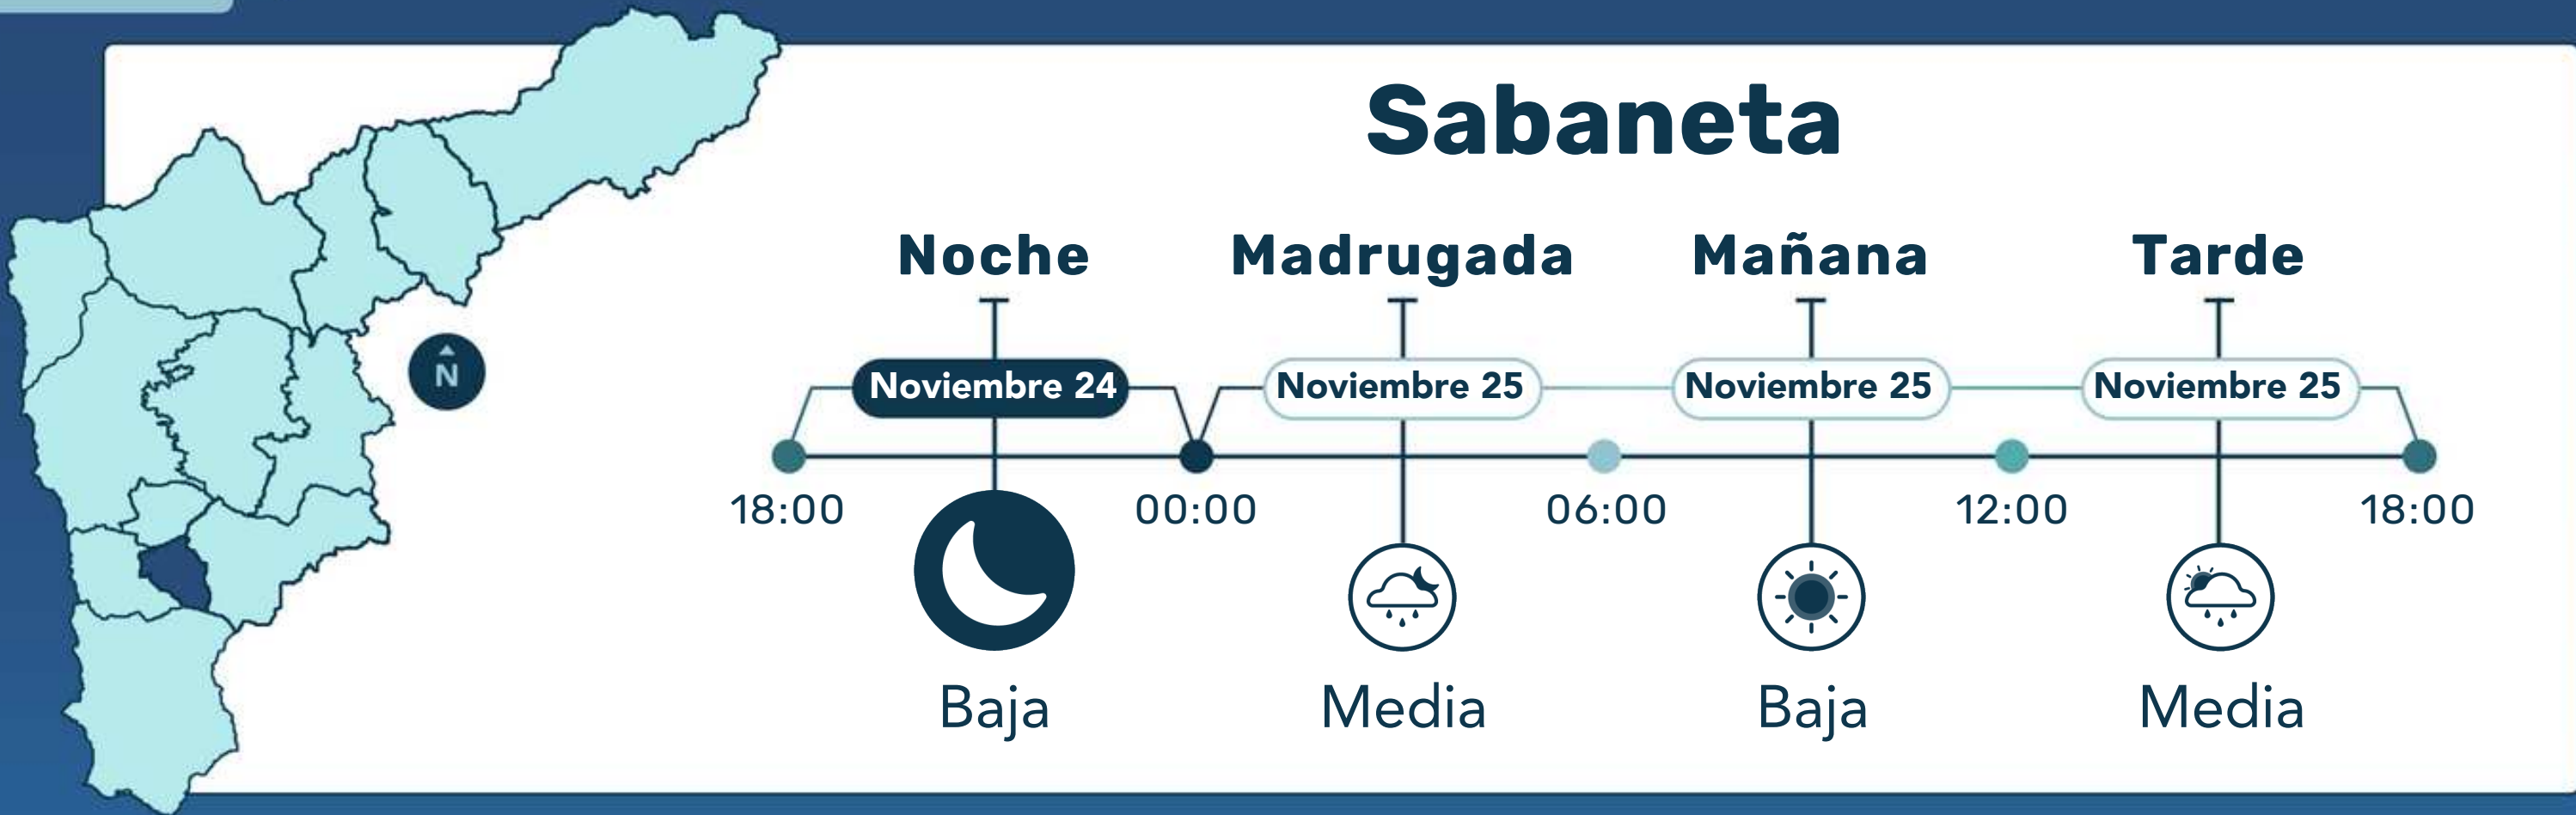 Sabaneta
Noche Madrugada Mañana Tarde
N
Noviembre 24 Noviembre 25 Noviembre 25 Noviembre 25
18:00 00:00 06:00 12:00 18:00
Baja Media Baja Media